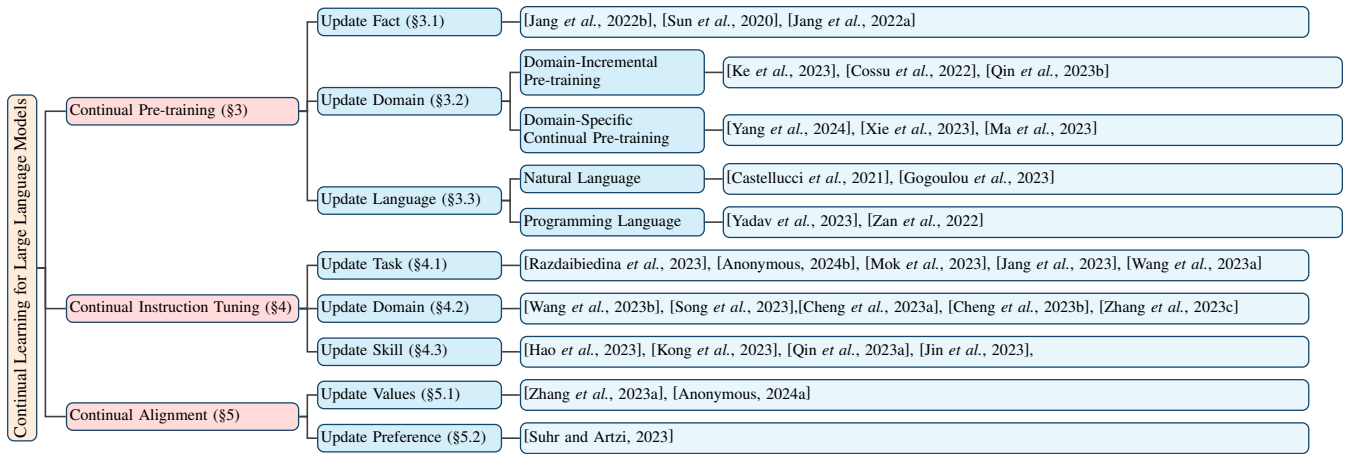 Continual Learning for Large Language Models
Continual Pre-training (§3)
Update Fact (§3.1)
[Jang et al., 2022b], [Sun et al., 2020], [Jang et al., 2022a]
Update Domain (§3.2)
Domain-Incremental
Pre-training
[Ke et al., 2023], [Cossu et al., 2022], [Qin et al., 2023b]
Domain-Specific
Continual Pre-training
[Yang et al., 2024], [Xie et al., 2023], [Ma et al., 2023]
Update Language (§3.3)
Natural Language
[Castellucci et al., 2021], [Gogoulou et al., 2023]
Programming Language
[Yadav et al., 2023], [Zan et al., 2022]
Continual Instruction Tuning (§4)
Update Task (§4.1)
[Razdaibiedina et al., 2023], [Anonymous, 2024b], [Mok et al., 2023], [Jang et al., 2023], [Wang et al., 2023a]
Update Domain (§4.2)
[Wang et al., 2023b], [Song et al., 2023],[Cheng et al., 2023a], [Cheng et al., 2023b], [Zhang et al., 2023c]
Update Skill (§4.3)
[Hao et al., 2023], [Kong et al., 2023], [Qin et al., 2023a], [Jin et al., 2023],
Continual Alignment (§5)
Update Values (§5.1)
[Zhang et al., 2023a], [Anonymous, 2024a]
Update Preference (§5.2)
[Suhr and Artzi, 2023]